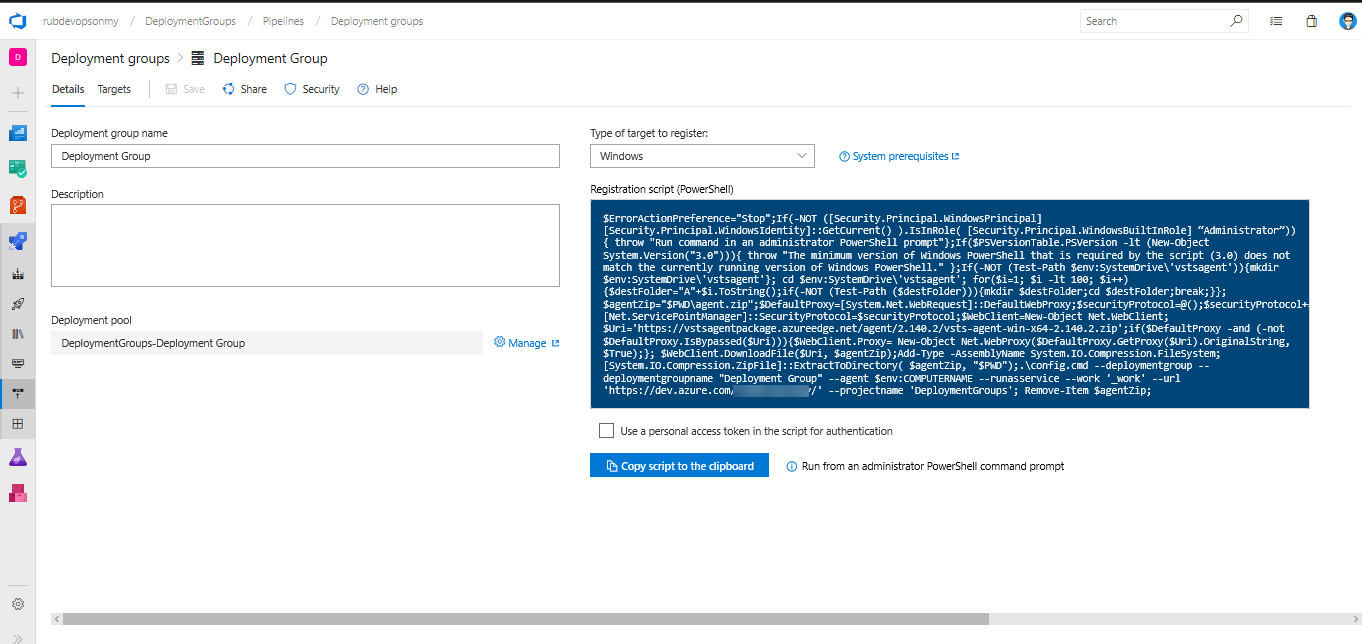 rubdevopsonmy / DeploymentGroups / Pipelines / Deployment groups
Search
D
Deployment groups > Deployment Group
Details Targets Save Share Security Help
Deployment group name
Deployment Group
Description
Deployment pool
DeploymentGroups-Deployment Group
Manage
Type of target to register:
Windows
System prerequisites
Registration script (PowerShell)
$ErrorActionPreference="Stop";If(-NOT ([Security.Principal.WindowsPrincipal]
[Security.Principal.WindowsIdentity]::GetCurrent() ).IsInRole( [Security.Principal.WindowsBuiltInRole] “Administrator”))
{ throw "Run command in an administrator PowerShell prompt"};If($PSVersionTable.PSVersion -lt (New-Object
System.Version("3.0"))){ throw "The minimum version of Windows PowerShell that is required by the script (3.0) does not
match the currently running version of Windows PowerShell." };If(-NOT (Test-Path $env:SystemDrive\'vstsagent')){mkdir
$env:SystemDrive\'vstsagent'}; cd $env:SystemDrive\'vstsagent'; for($i=1; $i -lt 100; $i++)
{$destFolder="A"+$i.ToString();if(-NOT (Test-Path ($destFolder))){mkdir $destFolder;cd $destFolder;break;}};
$agentZip="$PWD\agent.zip";$DefaultProxy=[System.Net.WebRequest]::DefaultWebProxy;$securityProtocol=@();$securityProtocol+=
[Net.ServicePointManager]::SecurityProtocol;$securityProtocol;$WebClient=New-Object Net.WebClient;
$Uri='https://vstsagentpackage.azureedge.net/agent/2.140.2/vsts-agent-win-x64-2.140.2.zip';if($DefaultProxy -and (-not
$DefaultProxy.IsBypassed($Uri))){$WebClient.Proxy= New-Object Net.WebProxy($DefaultProxy.GetProxy($Uri).OriginalString,
$True);}; $WebClient.DownloadFile($Uri, $agentZip);Add-Type -AssemblyName System.IO.Compression.FileSystem;
[System.IO.Compression.ZipFile]::ExtractToDirectory( $agentZip, "$PWD");.\config.cmd --deploymentgroup --
deploymentgroupname "Deployment Group" --agent $env:COMPUTERNAME --runasservice --work '_work' --url
'https://dev.azure.com/ /' --projectname 'DeploymentGroups'; Remove-Item $agentZip;
Use a personal access token in the script for authentication
Copy script to the clipboard
Run from an administrator PowerShell command prompt